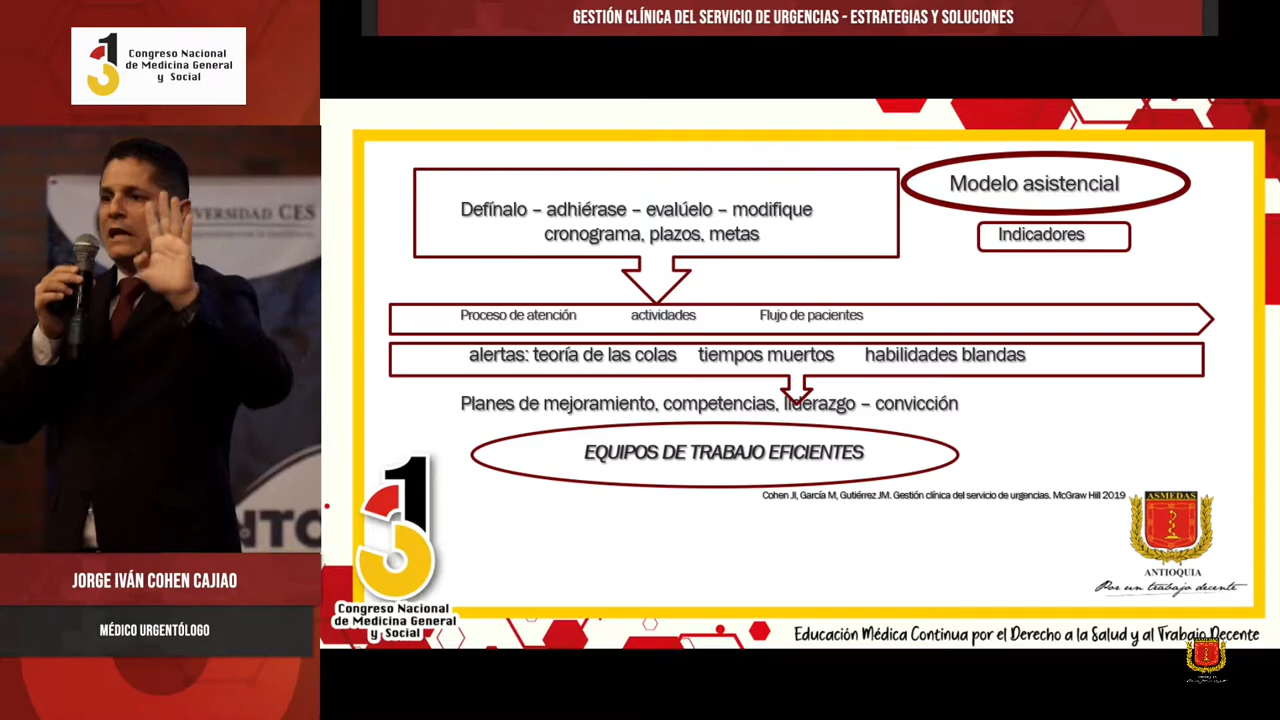 GESTIÓN CLÍNICA DEL SERVICIO DE URGENCIAS - ESTRATEGIAS Y SOLUCIONES
Congreso Nacional
de Medicina General
y Social
VERSIDAD CES
Modelo asistencial
Indicadores
Defínalo – adhiérase – evalúelo – modifique
cronograma, plazos, metas
Proceso de atención actividades Flujo de pacientes
alertas: teoría de las colas tiempos muertos habilidades blandas
Planes de mejoramiento, competencias, liderazgo – convicción
EQUIPOS DE TRABAJO EFICIENTES
Cohen JI, García M, Gutiérrez JM. Gestión clínica del servicio de urgencias. McGraw Hill 2019
ASMEDAS
ANTIOQUIA
Por un trabajo decente
31
Congreso Nacional
de Medicina General
y Social
JORGE IVÁN COHEN CAJIAO
MÉDICO URGENTÓLOGO
Educación Médica Continua por el Derecho a la Salud y al Trabajo Decente